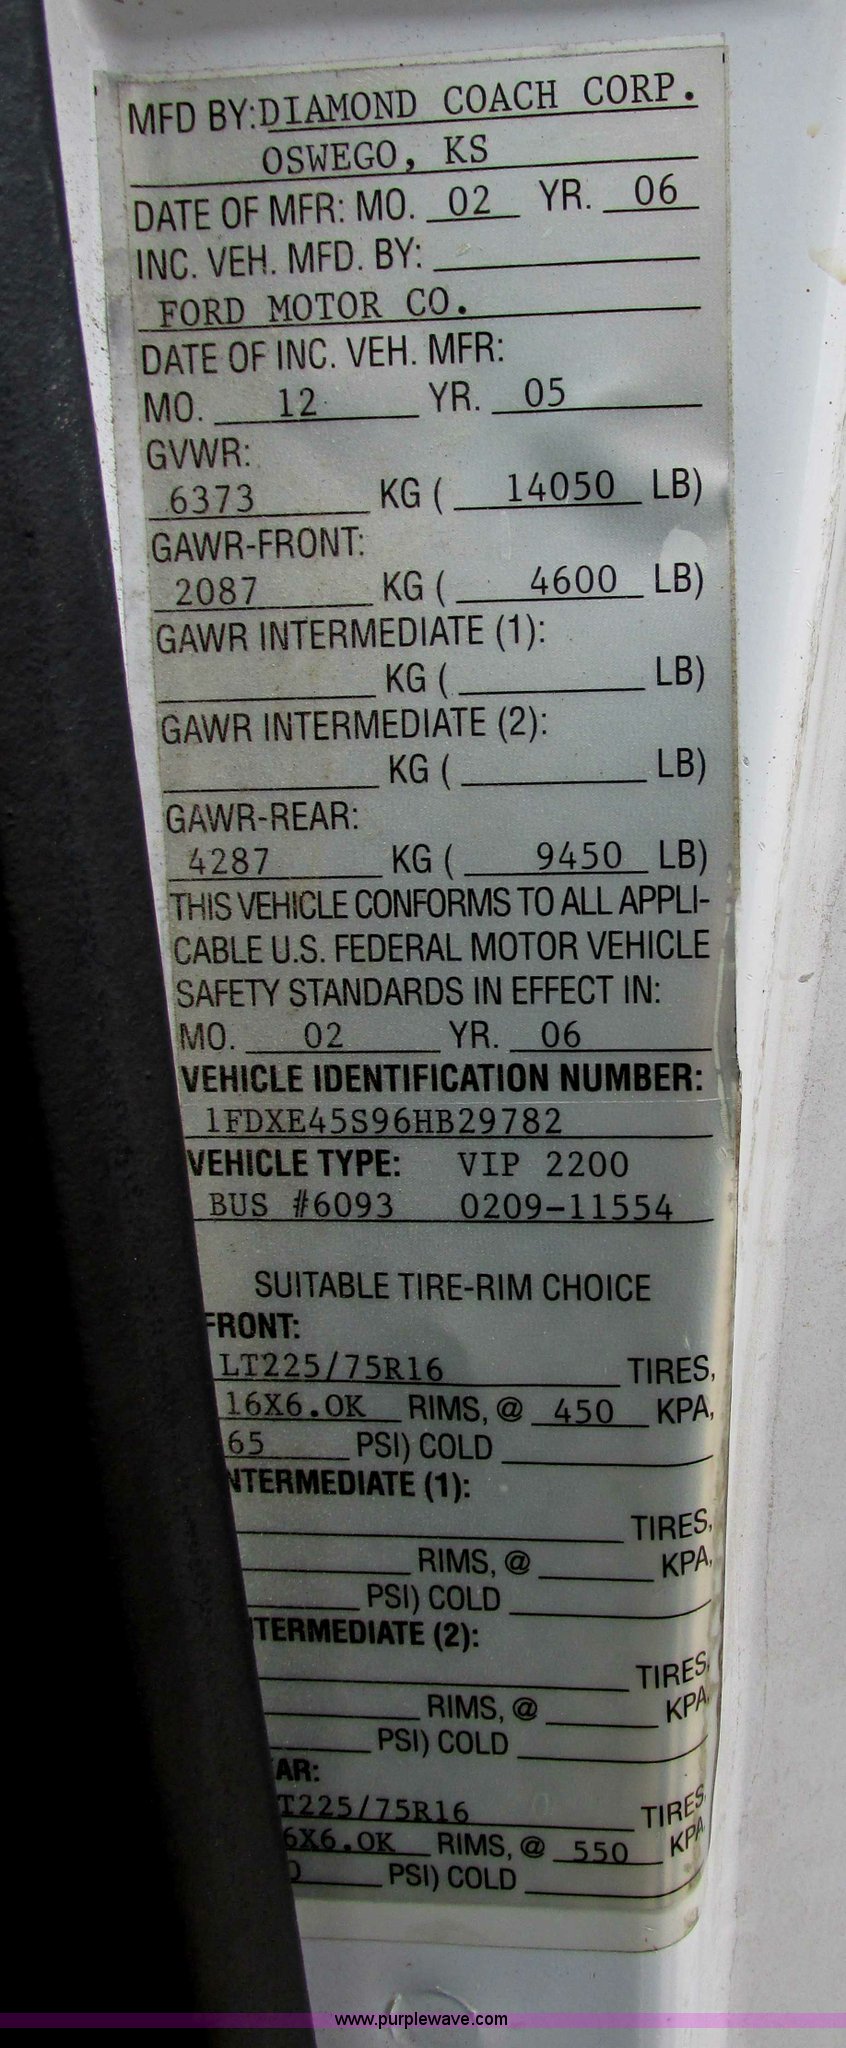 MFD BY: DIAMOND COACH CORP.
OSWEGO, KS
DATE OF MFR: MO. 02 YR. 06
INC. VEH. MFD. BY:
FORD MOTOR CO.
DATE OF INC. VEH. MFR:
MO. 12 YR. 05
GVWR:
6373 KG ( 14050 LB)
GAWR-FRONT:
2087 KG ( 4600 LB)
GAWR INTERMEDIATE (1):
KG ( LB)
GAWR INTERMEDIATE (2):
KG ( LB)
GAWR-REAR:
4287 KG ( 9450 LB)
THIS VEHICLE CONFORMS TO ALL APPLI-
CABLE U.S. FEDERAL MOTOR VEHICLE
SAFETY STANDARDS IN EFFECT IN:
MO. 02 YR. 06
VEHICLE IDENTIFICATION NUMBER:
1FDXE45S96HB29782
VEHICLE TYPE: VIP 2200
BUS #6093 0209-11554
SUITABLE TIRE-RIM CHOICE
FRONT:
LT225/75R16 TIRES,
16X6.0K RIMS, @ 450 KPA,
65 PSI) COLD
NTERMEDIATE (1):
TIRES,
RIMS, @ KPA,
PSI) COLD
TERMEDIATE (2):
TIRES,
RIMS, @ KPA,
PSI) COLD
AR:
T225/75R16 TIRES,
6X6.0K RIMS, @ 550 KPA
PSI) COLD
www.purplewave.com